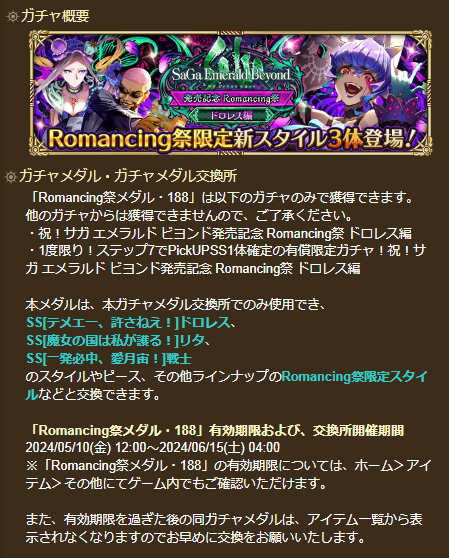 ガチャ概要
SaGa Emerald Beyond
発売記念 Romancing祭
ドロレス編
Romancing祭限定新スタイル3体登場！
ガチャメダル・ガチャメダル交換所
「Romancing祭メダル・188」は以下のガチャのみで獲得できます。
他のガチャからは獲得できませんので、ご了承ください。
・祝！サガ エメラルド ビヨンド発売記念 Romancing祭 ドロレス編
・1度限り！ステップ7でPickUPSS1体確定の有償限定ガチャ！祝！サ
ガ エメラルド ビヨンド発売記念 Romancing祭 ドロレス編
本メダルは、本ガチャメダル交換所でのみ使用でき、
SS[テメエー、許さねえ！]ドロレス、
SS[魔女の国は私が護る！]リタ、
SS[一発必中、愛月宙！]戦士
のスタイルやピース、その他ラインナップのRomancing祭限定スタイ
ルなどと交換できます。
「Romancing祭メダル・188」有効期限および、交換所開催期間
2024/05/10(金) 12:00～2024/06/15(土) 04:00
※「Romancing祭メダル・188」の有効期限については、ホーム＞アイ
テム＞その他にてゲーム内でもご確認いただけます。
また、有効期限を過ぎた後の同ガチャメダルは、アイテム一覧から表
示されなくなりますのでお早めに交換をお願いいたします。